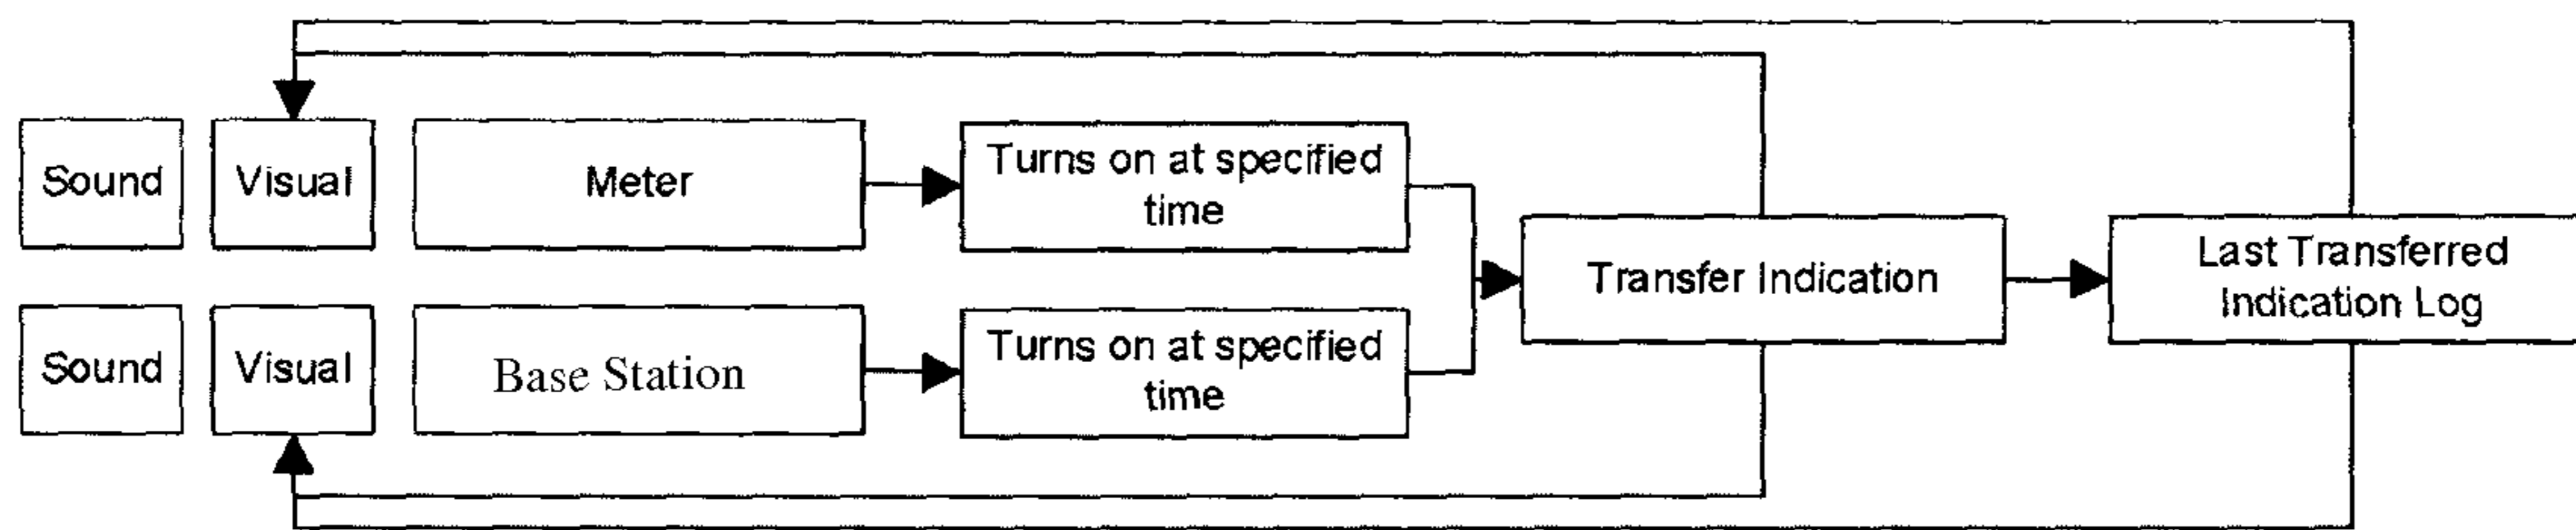 Sound
Visual
Meter
Turns on at specified
time
Sound
Visual
Base Station
Turns on at specified
time
Transfer Indication
Last Transferred
Indication Log